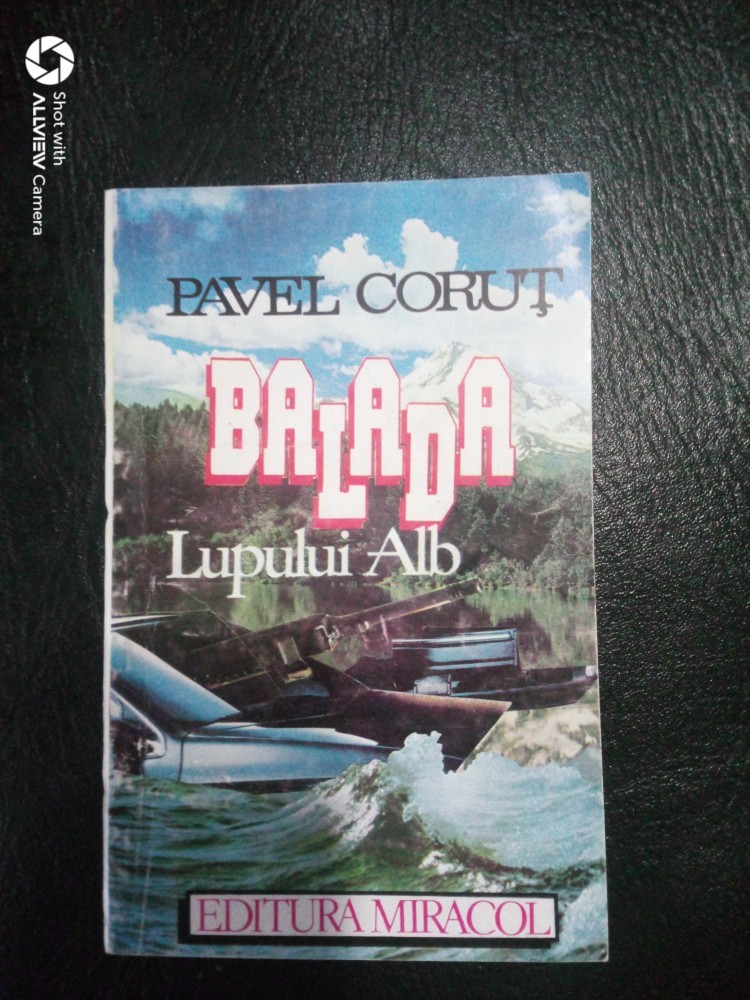 Shot with
ALLVIEW Camera
PAVEL CORUŢ
BALADA
Lupului Alb
EDITURA MIRACOL